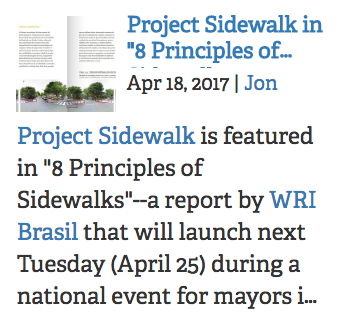 Project Sidewalk in
"8 Principles of...
Apr 18, 2017 | Jon
Project Sidewalk is featured
in "8 Principles of
Sidewalks"--a report by WRI
Brasil that will launch next
Tuesday (April 25) during a
national event for mayors i...